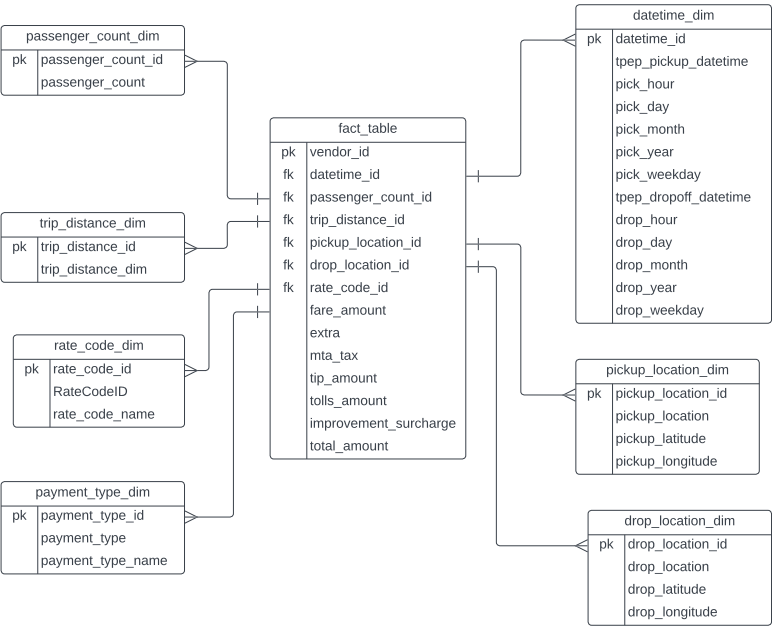 passenger_count_dim
pk passenger_count_id
passenger_count
trip_distance_dim
pk trip_distance_id
trip_distance_dim
rate_code_dim
pk rate_code_id
RateCodeID
rate_code_name
payment_type_dim
pk payment_type_id
payment_type
payment_type_name
fact_table
pk vendor_id
fk datetime_id
fk passenger_count_id
fk trip_distance_id
fk pickup_location_id
fk drop_location_id
fk rate_code_id
fare_amount
extra
mta_tax
tip_amount
tolls_amount
improvement_surcharge
total_amount
datetime_dim
pk datetime_id
tpep_pickup_datetime
pick_hour
pick_day
pick_month
pick_year
pick_weekday
tpep_dropoff_datetime
drop_hour
drop_day
drop_month
drop_year
drop_weekday
pickup_location_dim
pk pickup_location_id
pickup_location
pickup_latitude
pickup_longitude
drop_location_dim
pk drop_location_id
drop_location
drop_latitude
drop_longitude